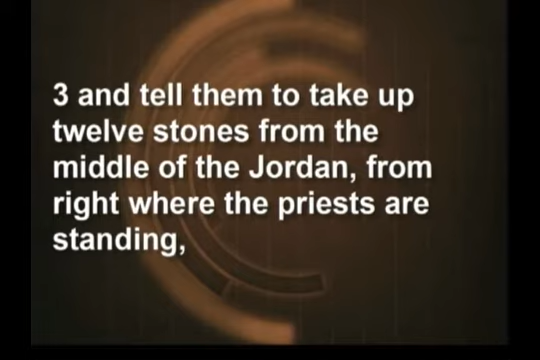 3 and tell them to take up
twelve stones from the
middle of the Jordan, from
right where the priests are
standing,